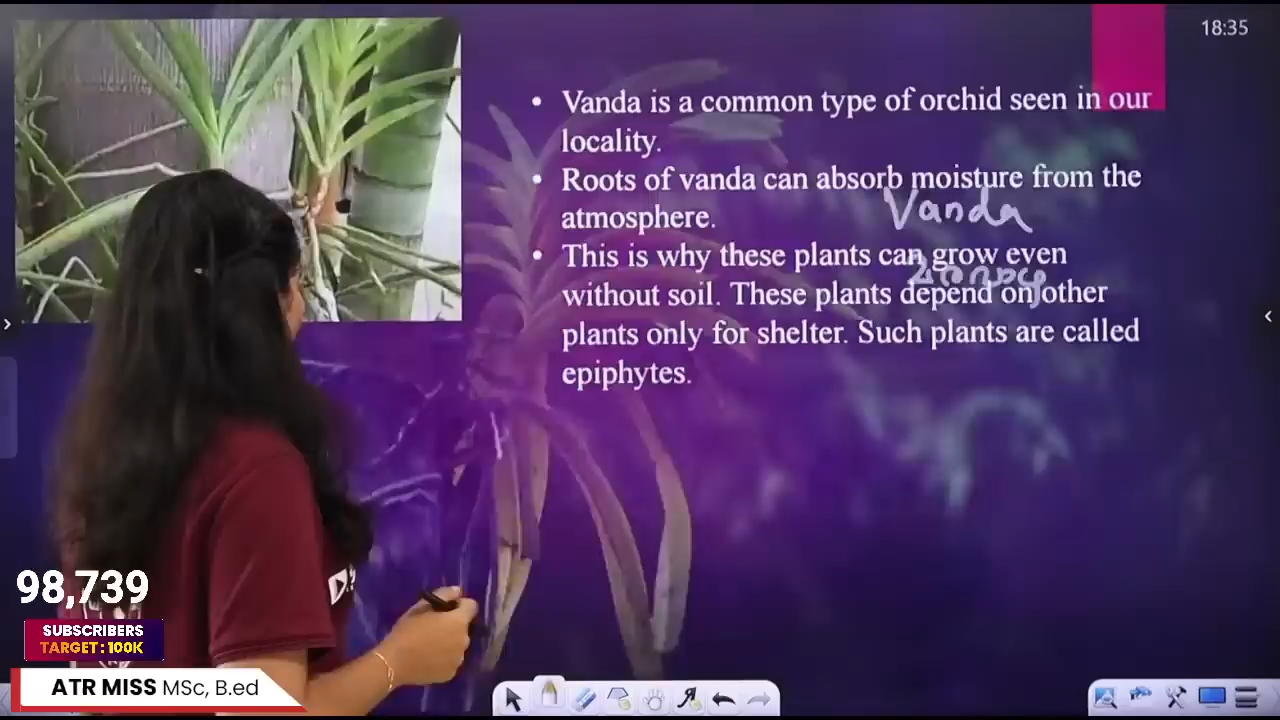 18:35
• Vanda is a common type of orchid seen in our
locality.
• Roots of vanda can absorb moisture from the
atmosphere.
Vanda
• This is why these plants can grow even
without soil. These plants depend on other
plants only for shelter. Such plants are called
epiphytes.
98,739
SUBSCRIBERS
TARGET : 100K
ATR MISS MSc, B.ed